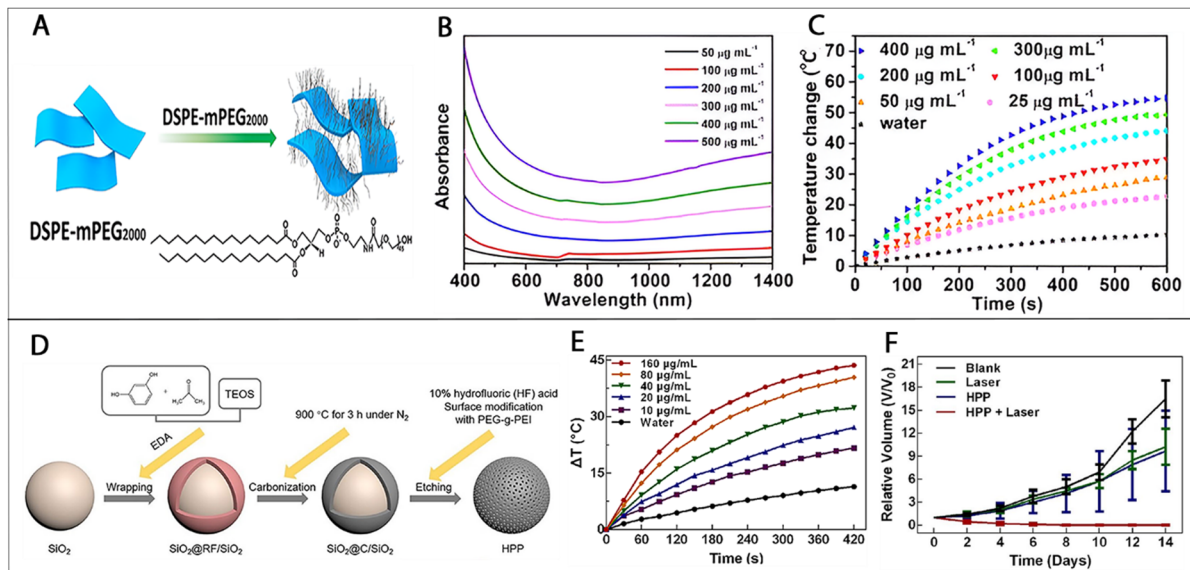 A
DSPE-mPEG2000
DSPE-mPEG2000
B
50 µg mL-1
100 µg mL-1
200 µg mL-1
300 µg mL-1
400 µg mL-1
500 µg mL-1
Absorbance
400 600 800 1000 1200 1400
Wavelength (nm)
C
400 µg mL-1 300µg mL-1
200 µg mL-1 100µg mL-1
50 µg mL-1 25 µg mL-1
water
Temperature change (°C)
70
60
50
40
30
20
10
0
0 100 200 300 400 500 600
Time (s)
D
HO OH + O
TEOS
EDA
900 °C for 3 h under N2
10% hydrofluoric (HF) acid
Surface modification
with PEG-g-PEI
Wrapping
Carbonization
Etching
SiO2
SiO2@RF/SiO2
SiO2@C/SiO2
HPP
E
160 µg/mL
80 µg/mL
40 µg/mL
20 µg/mL
10 µg/mL
Water
ΔT (°C)
45
30
15
0
0 60 120 180 240 300 360 420
Time (s)
F
Blank
Laser
HPP
HPP + Laser
Relative Volume (V/V0)
21
18
15
12
9
6
3
0
0 2 4 6 8 10 12 14
Time (Days)